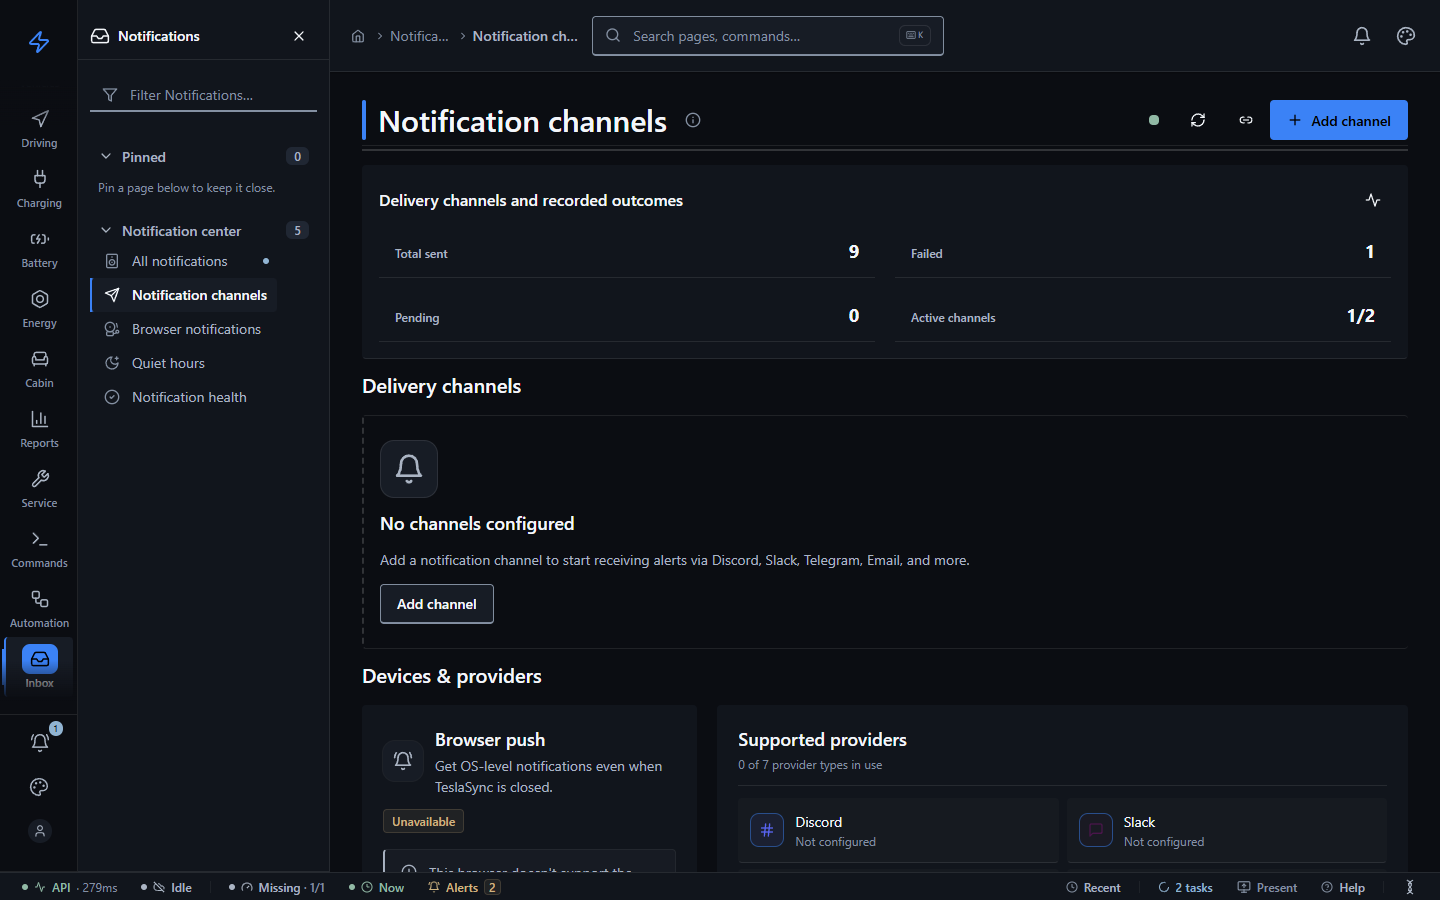 Notifications
Notifica...
Notification ch...
Search pages, commands...
K
Filter Notifications...
Driving
Charging
Battery
Energy
Cabin
Reports
Service
Commands
Automation
Inbox
1
Pinned
0
Pin a page below to keep it close.
Notification center
5
All notifications
Notification channels
Browser notifications
Quiet hours
Notification health
Notification channels
Add channel
Delivery channels and recorded outcomes
Total sent
9
Failed
1
Pending
0
Active channels
1/2
Delivery channels
No channels configured
Add a notification channel to start receiving alerts via Discord, Slack, Telegram, Email, and more.
Add channel
Devices & providers
Browser push
Get OS-level notifications even when
TeslaSync is closed.
Unavailable
This browser doesn't support the
Supported providers
0 of 7 provider types in use
Discord
Not configured
Slack
Not configured
API · 279ms
Idle
Missing · 1/1
Now
Alerts 2
Recent
2 tasks
Present
Help